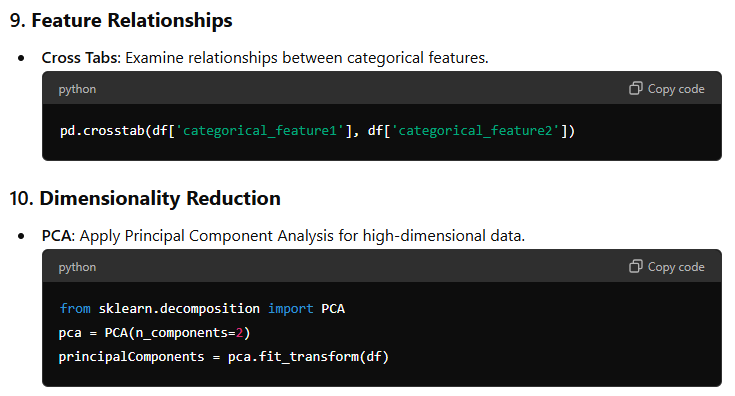 9. Feature Relationships
• Cross Tabs: Examine relationships between categorical features.
python
Copy code
pd.crosstab(df['categorical_feature1'], df['categorical_feature2'])
10. Dimensionality Reduction
• PCA: Apply Principal Component Analysis for high-dimensional data.
python
Copy code
from sklearn.decomposition import PCA
pca = PCA(n_components=2)
principalComponents = pca.fit_transform(df)